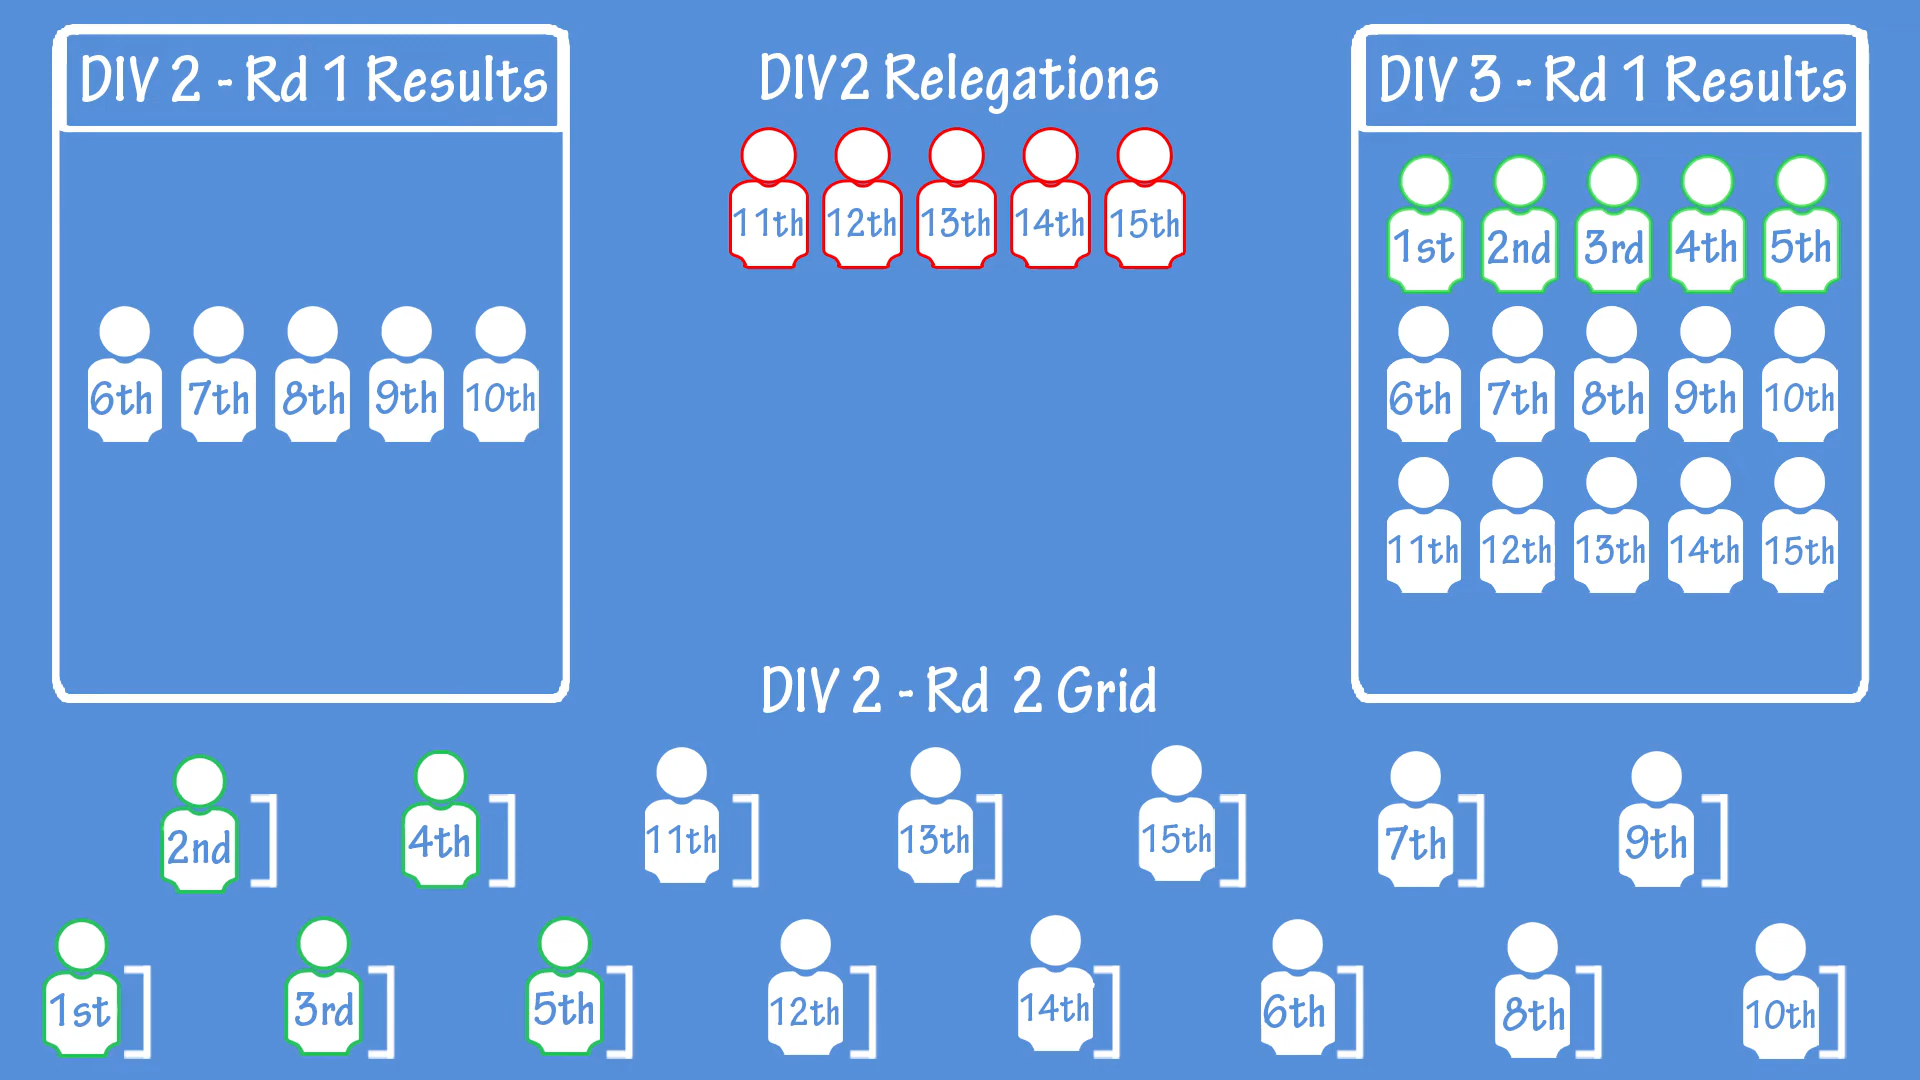 DIV 2 - Rd 1 Results
6th 7th 8th 9th 10th
DIV2 Relegations
11th 12th 13th 14th 15th
DIV 3 - Rd 1 Results
1st 2nd 3rd 4th 5th
6th 7th 8th 9th 10th
11th 12th 13th 14th 15th
DIV 2 - Rd 2 Grid
2nd 4th 11th 13th 15th 7th 9th
1st 3rd 5th 12th 14th 6th 8th 10th